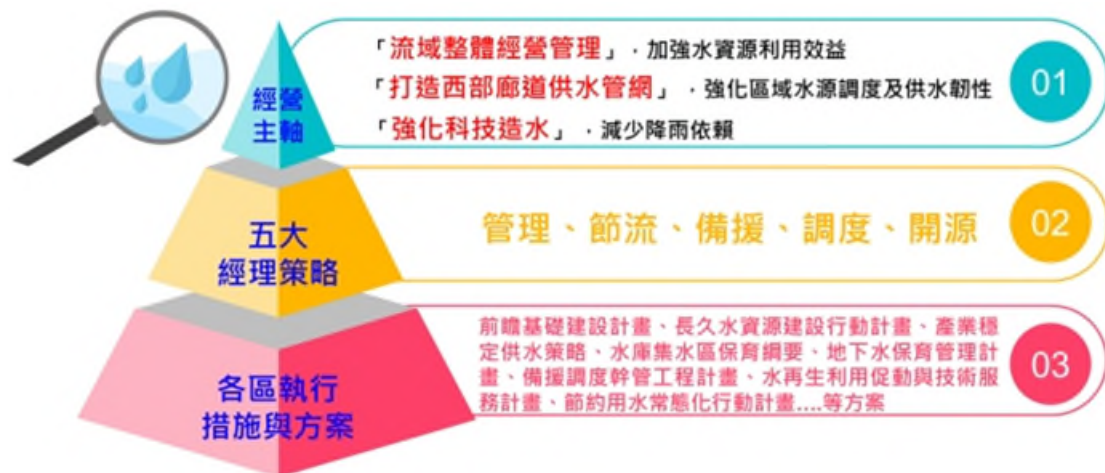 經營
主軸
「流域整體經營管理」，加強水資源利用效益
「打造西部廊道供水管網」，強化區域水源調度及供水韌性
「強化科技造水」，減少降雨依賴
01
五大
經理策略
管理、節流、備援、調度、開源
02
各區執行
措施與方案
前瞻基礎建設計畫、長久水資源建設行動計畫、產業穩
定供水策略、水庫集水區保育綱要、地下水保育管理計
畫、備援調度幹管工程計畫、水再生利用促動與技術服
務計畫、節約用水常態化行動計畫....等方案
03